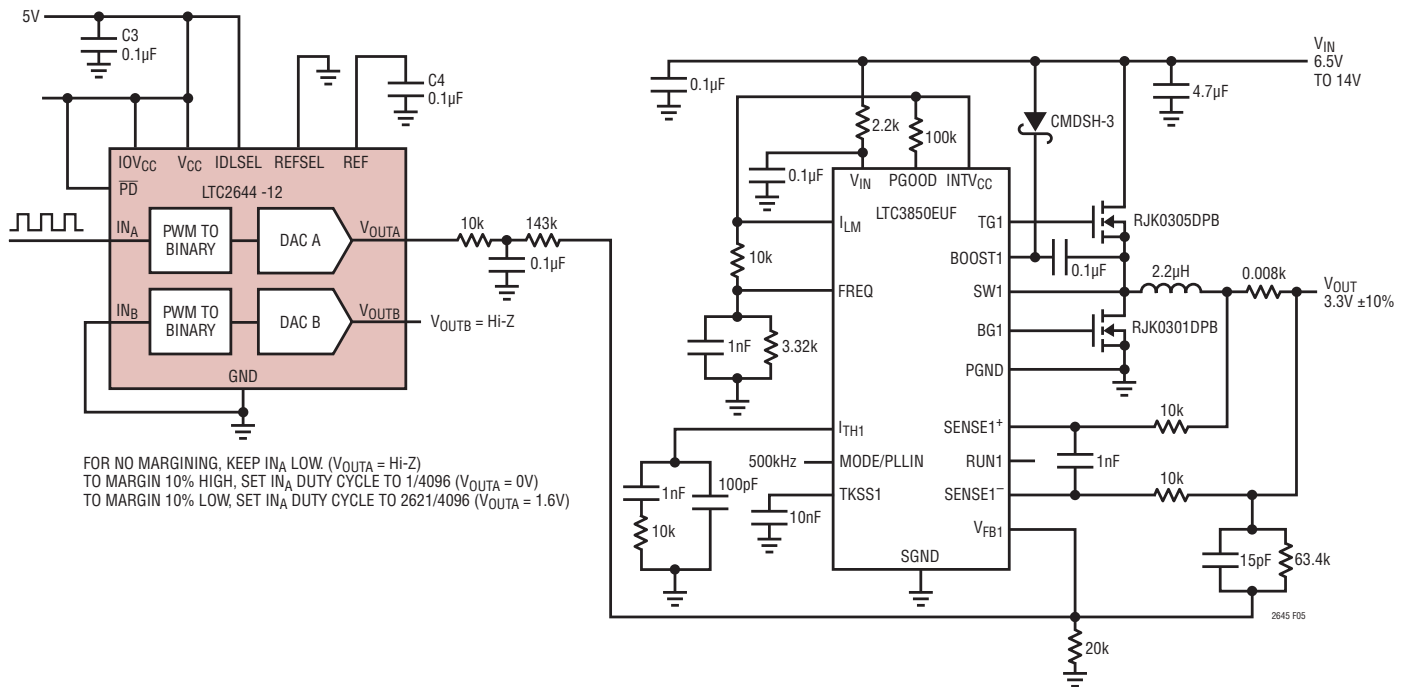 5V
C3
0.1µF
C4
0.1µF
IOVCC
VCC
IDLSEL
REFSEL
REF
PD
LTC2644 -12
INA
PWM TO
BINARY
DAC A
VOUTA
INB
PWM TO
BINARY
DAC B
VOUTB
VOUTB = Hi-Z
GND
10k
143k
0.1µF
FOR NO MARGINING, KEEP INA LOW. (VOUTA = Hi-Z)
TO MARGIN 10% HIGH, SET INA DUTY CYCLE TO 1/4096 (VOUTA = 0V)
TO MARGIN 10% LOW, SET INA DUTY CYCLE TO 2621/4096 (VOUTA = 1.6V)
VIN
6.5V
TO 14V
0.1µF
2.2k
100k
CMDSH-3
4.7µF
0.1µF
VIN
PGOOD
INTVCC
LTC3850EUF
ILM
TG1
RJK0305DPB
10k
BOOST1
0.1µF
FREQ
SW1
2.2µH
0.008k
VOUT
3.3V ±10%
1nF
3.32k
BG1
RJK0301DPB
PGND
ITH1
SENSE1+
10k
500kHz
MODE/PLLIN
RUN1
1nF
1nF
100pF
TKSS1
SENSE1−
10k
10k
10nF
VFB1
SGND
15pF
63.4k
2645 F05
20k